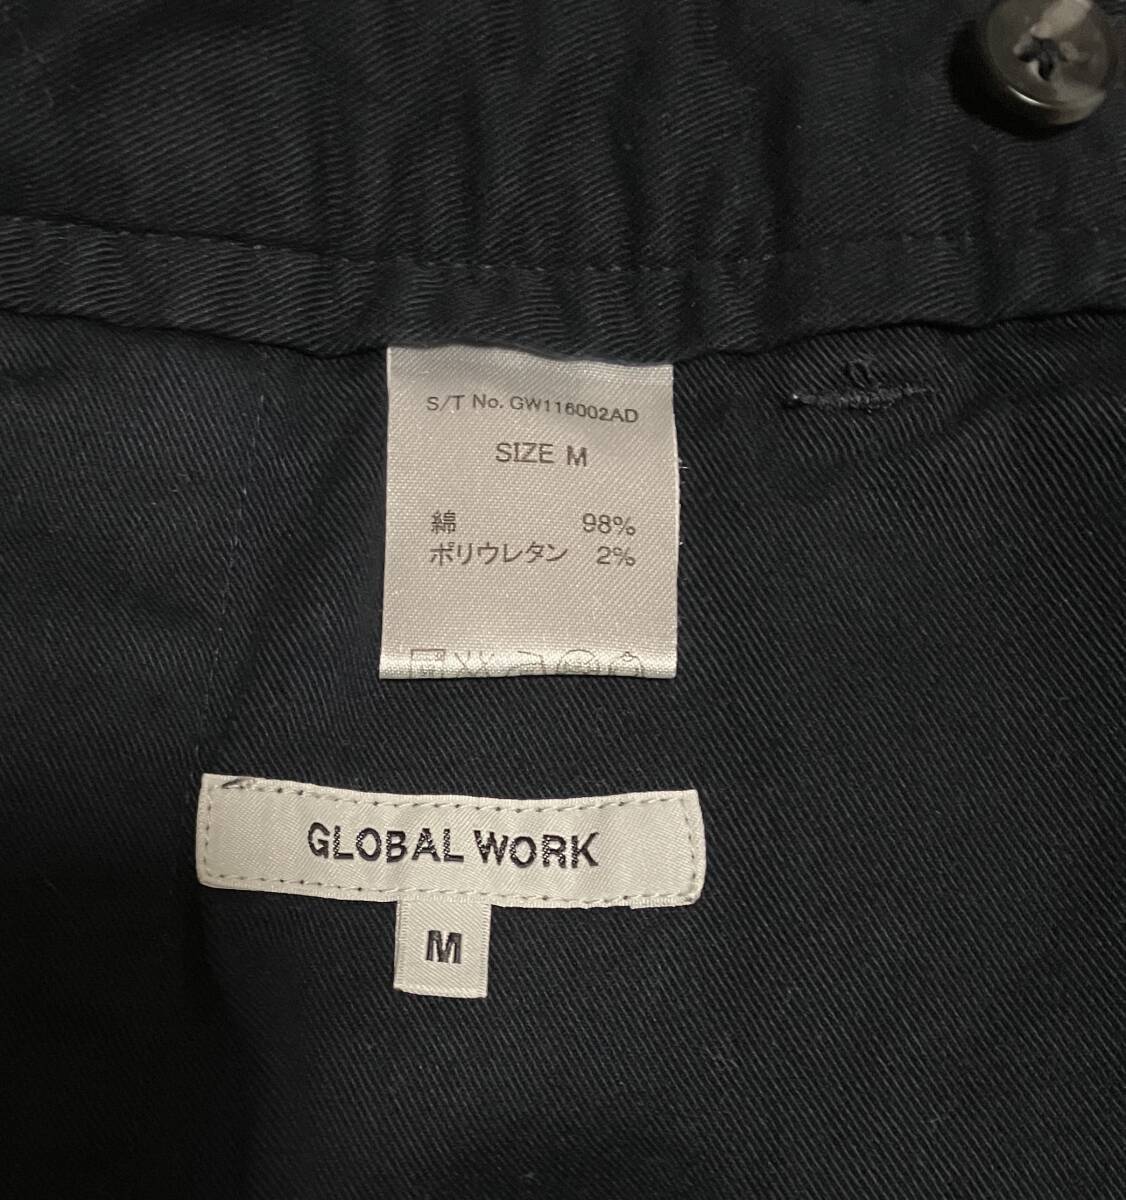 S/T No. GW116002AD
SIZE M
綿 98%
ポリウレタン 2%
GLOBAL WORK
M